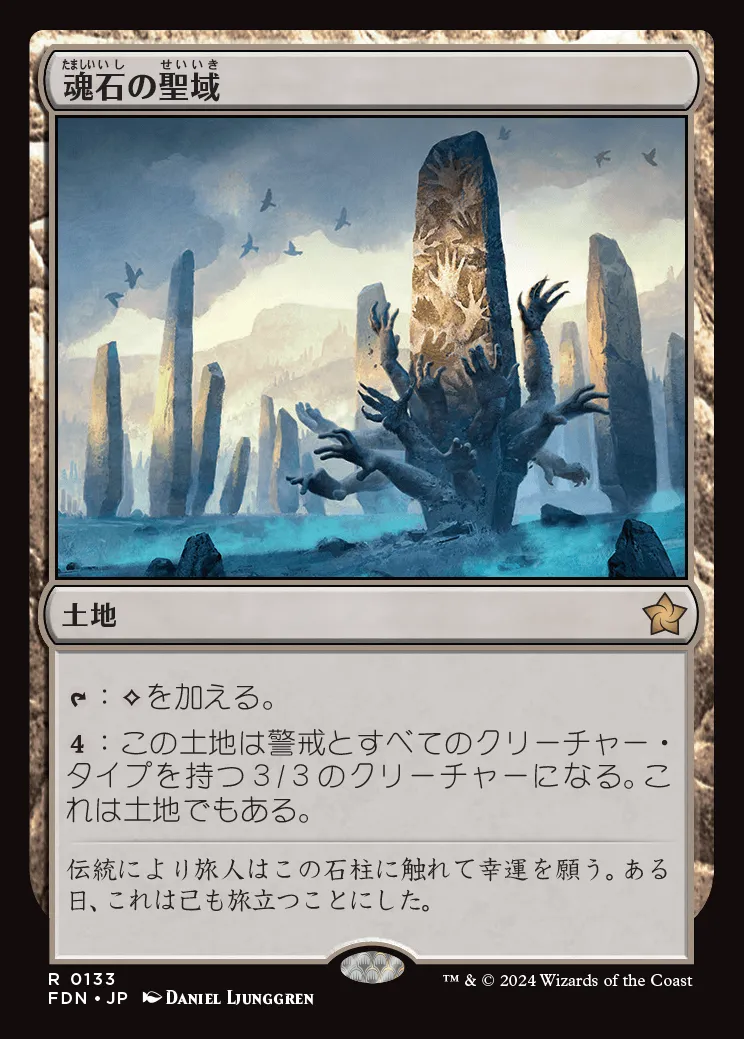 たましいいし せいいき
魂石の聖域
土地
：を加える。
4：この土地は警戒とすべてのクリーチャー・
タイプを持つ3/3のクリーチャーになる。こ
れは土地でもある。
伝統により旅人はこの石柱に触れて幸運を願う。ある
日、これは己も旅立つことにした。
R 0133
FDN • JP DANIEL LJUNGGREN
™ & © 2024 Wizards of the Coast